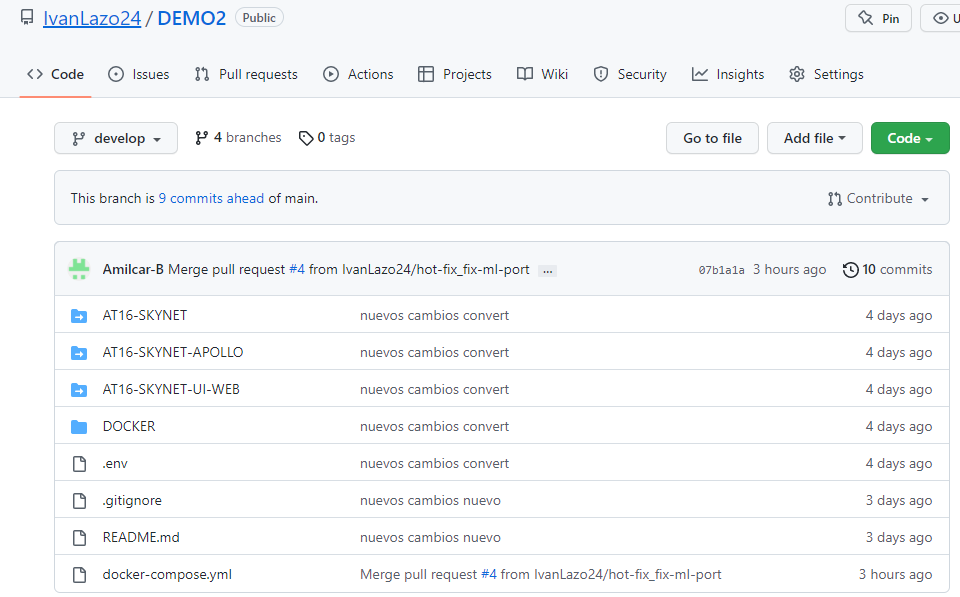 IvanLazo24 / DEMO2 Public
Pin
Code Issues Pull requests Actions Projects Wiki Security Insights Settings
develop 4 branches 0 tags Go to file Add file Code
This branch is 9 commits ahead of main. Contribute
Amilcar-B Merge pull request #4 from IvanLazo24/hot-fix_fix-ml-port ... 07b1a1a 3 hours ago 10 commits
AT16-SKYNET nuevos cambios convert 4 days ago
AT16-SKYNET-APOLLO nuevos cambios convert 4 days ago
AT16-SKYNET-UI-WEB nuevos cambios convert 4 days ago
DOCKER nuevos cambios convert 4 days ago
.env nuevos cambios convert 4 days ago
.gitignore nuevos cambios nuevo 3 days ago
README.md nuevos cambios nuevo 3 days ago
docker-compose.yml Merge pull request #4 from IvanLazo24/hot-fix_fix-ml-port 3 hours ago